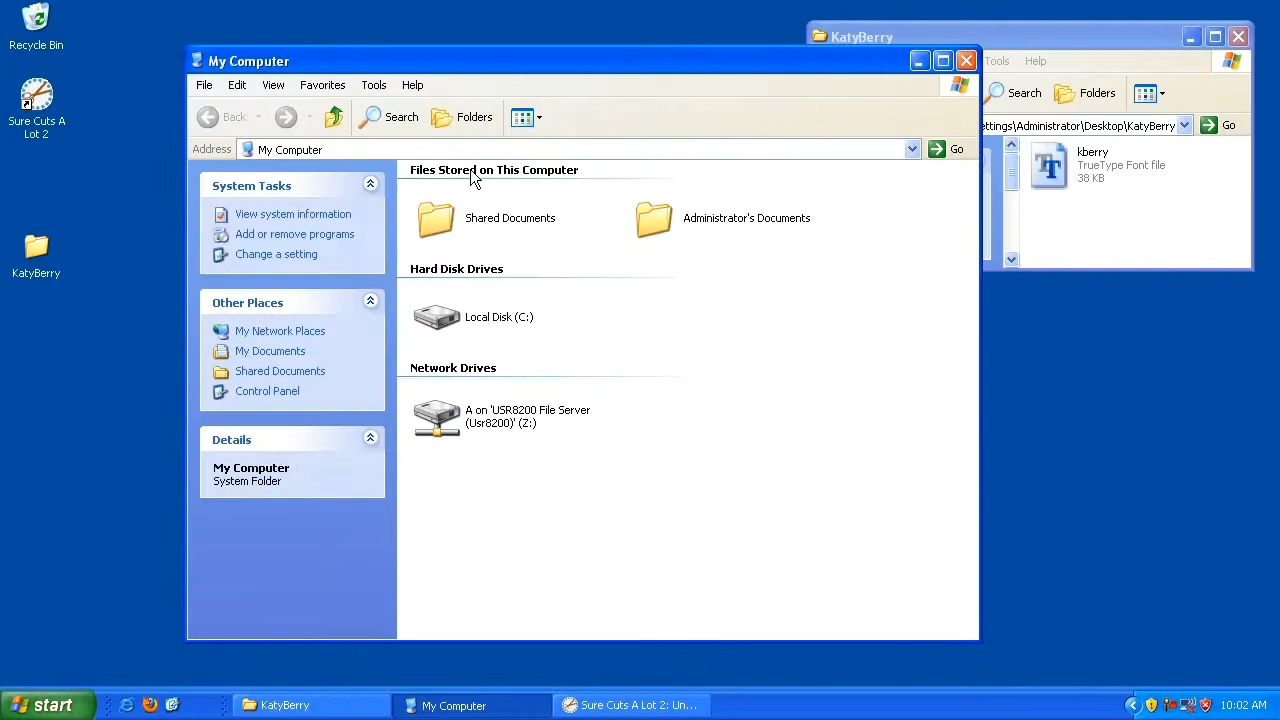 Recycle Bin
Sure Cuts A
Lot 2
KatyBerry
KatyBerry
Tools
Help
Search
Folders
ettings\Administrator\Desktop\KatyBerry
Go
kberry
TrueType Font file
38 KB
My Computer
File
Edit
View
Favorites
Tools
Help
Back
Search
Folders
Address
My Computer
Go
System Tasks
View system information
Add or remove programs
Change a setting
Other Places
My Network Places
My Documents
Shared Documents
Control Panel
Details
My Computer
System Folder
Files Stored on This Computer
Shared Documents
Administrator's Documents
Hard Disk Drives
Local Disk (C:)
Network Drives
A on 'USR8200 File Server
(Usr8200)' (Z:)
start
KatyBerry
My Computer
Sure Cuts A Lot 2: Un...
10:02 AM